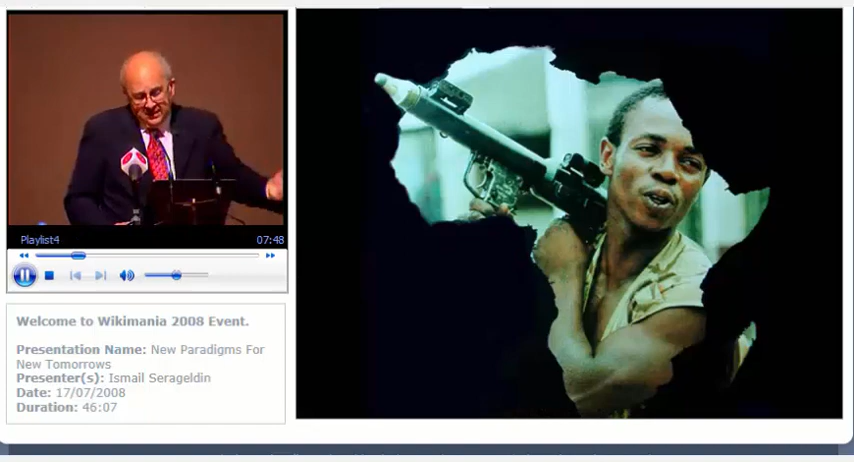 Playlist4 07:48
Welcome to Wikimania 2008 Event.
Presentation Name: New Paradigms For
New Tomorrows
Presenter(s): Ismail Serageldin
Date: 17/07/2008
Duration: 46:07